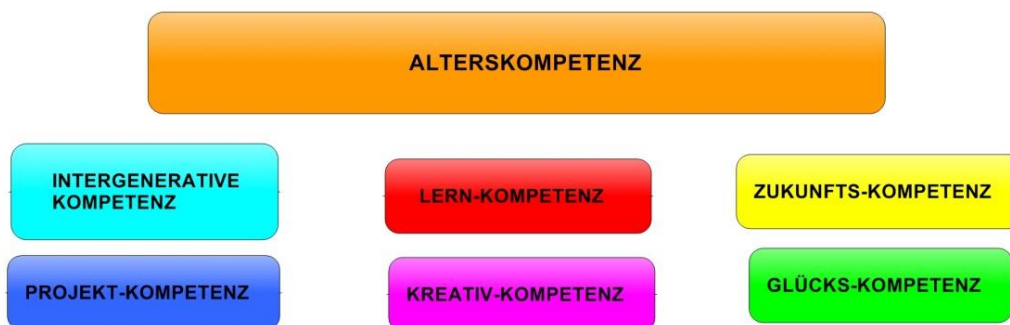 ALTERSKOMPETENZ
INTERGENERATIVE
KOMPETENZ
LERN-KOMPETENZ
ZUKUNFTS-KOMPETENZ
PROJEKT-KOMPETENZ
KREATIV-KOMPETENZ
GLÜCKS-KOMPETENZ